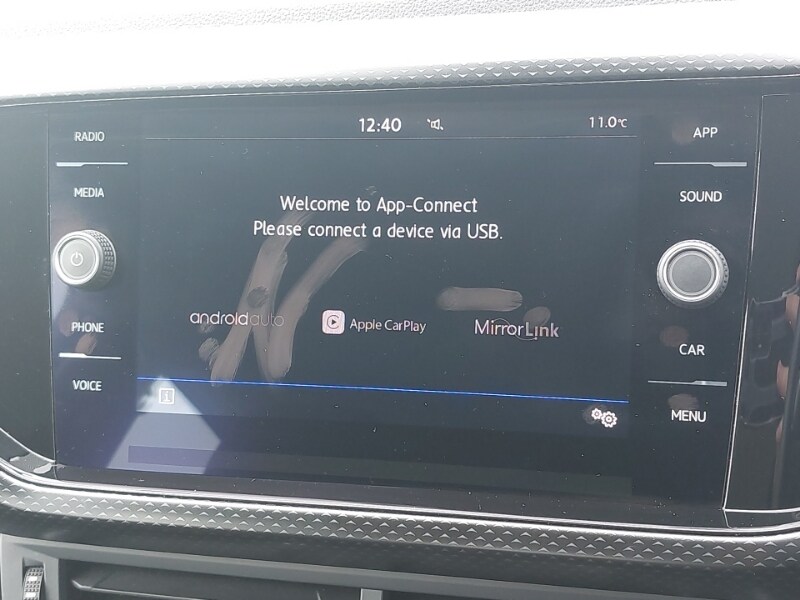 12:40
11.0°C
RADIO
MEDIA
PHONE
VOICE
Welcome to App-Connect
Please connect a device via USB.
androidauto
Apple CarPlay
MirrorLink
i
APP
SOUND
CAR
MENU